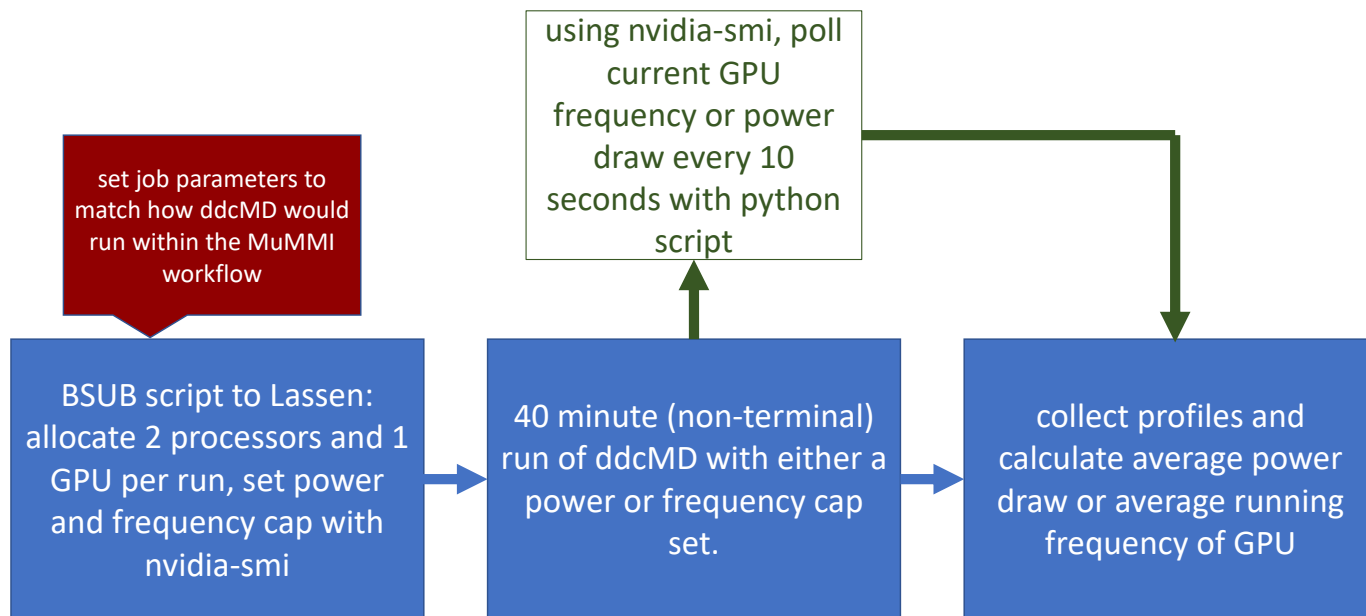 using nvidia-smi, poll
current GPU
frequency or power
draw every 10
seconds with python
script
set job parameters to
match how ddcMD would
run within the MuMMI
workflow
BSUB script to Lassen:
allocate 2 processors and 1
GPU per run, set power
and frequency cap with
nvidia-smi
40 minute (non-terminal)
run of ddcMD with either a
power or frequency cap
set.
collect profiles and
calculate average power
draw or average running
frequency of GPU